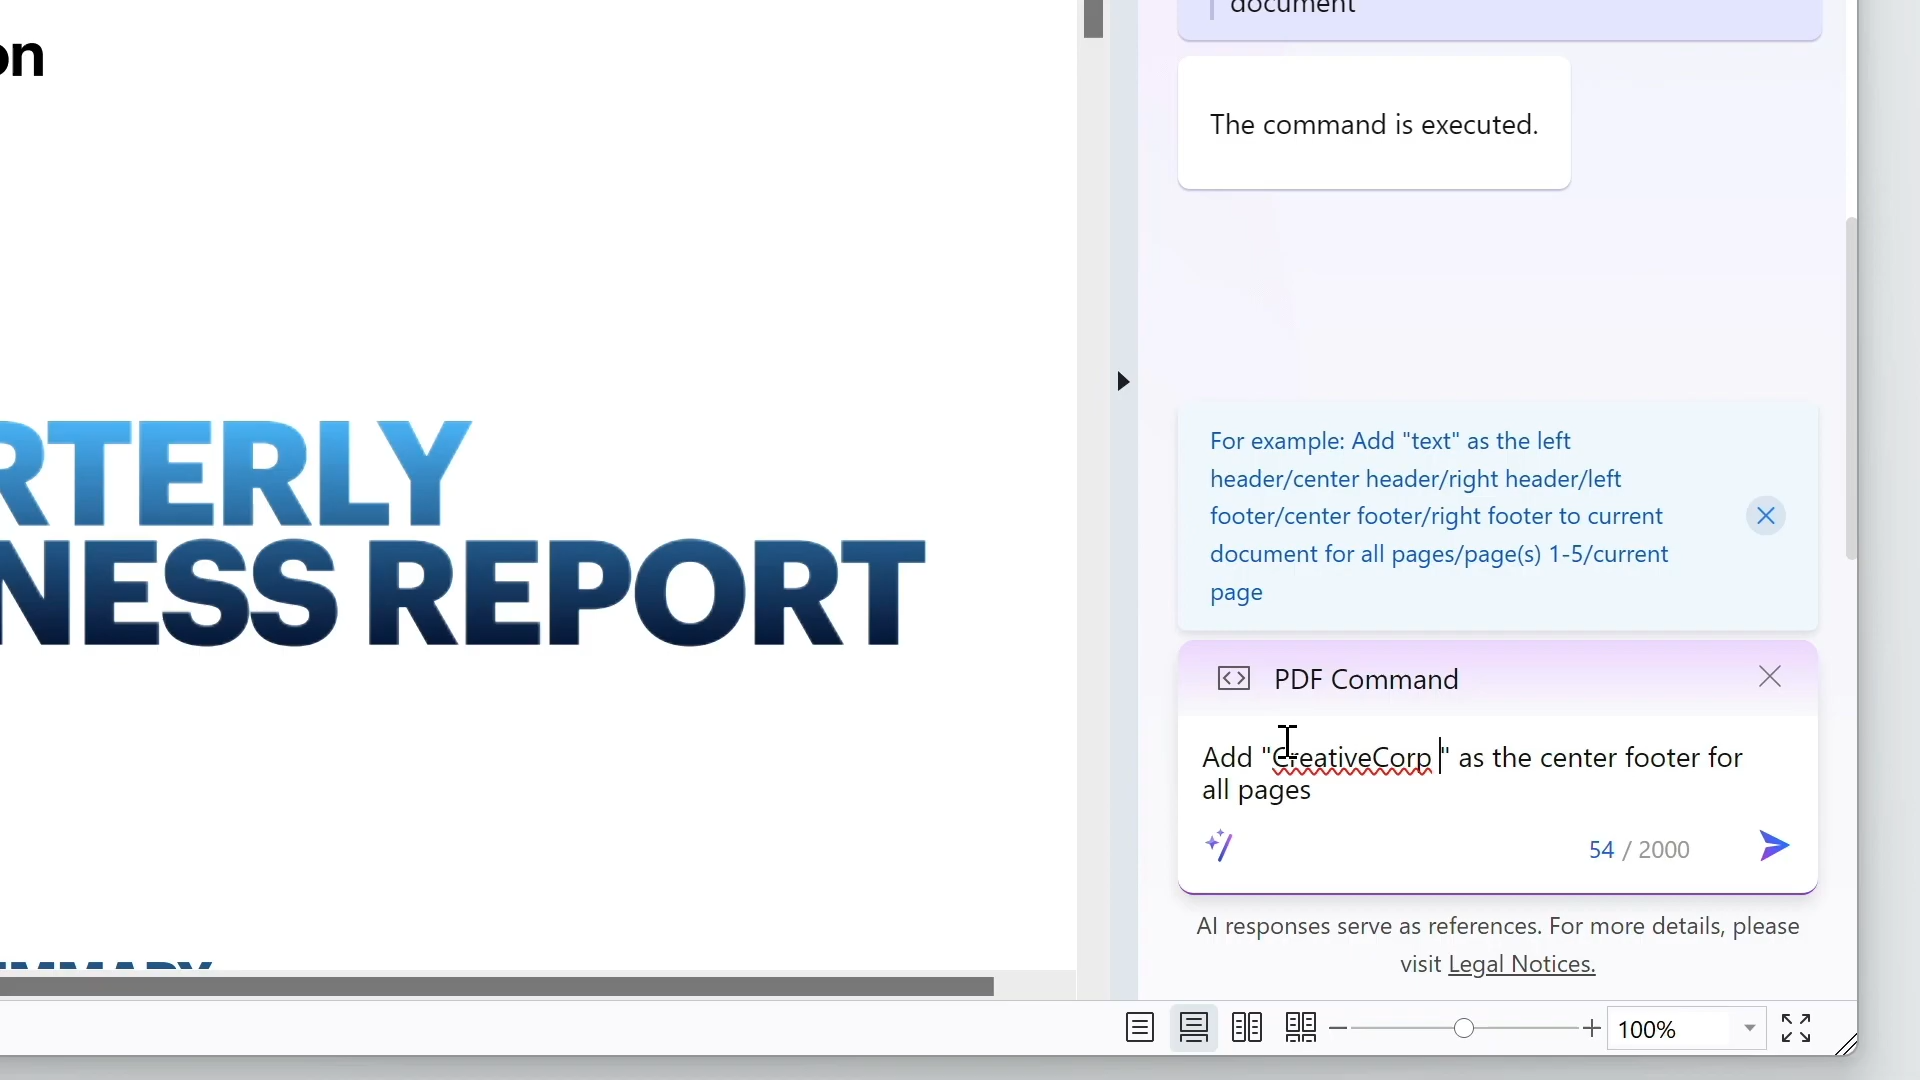 on
RTERLY
NESS REPORT
UMMARY
document
The command is executed.
For example: Add "text" as the left
header/center header/right header/left
footer/center footer/right footer to current
document for all pages/page(s) 1-5/current
page
PDF Command
Add "CreativeCorp " as the center footer for
all pages
54 / 2000
AI responses serve as references. For more details, please
visit Legal Notices.
100%